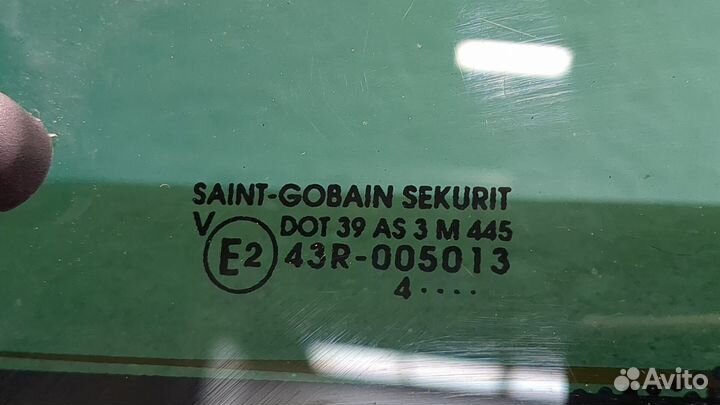 SAINT-GOBAIN SEKURIT
V DOT 39 AS 3 M 445
E2 43R-005013
4····
Avito